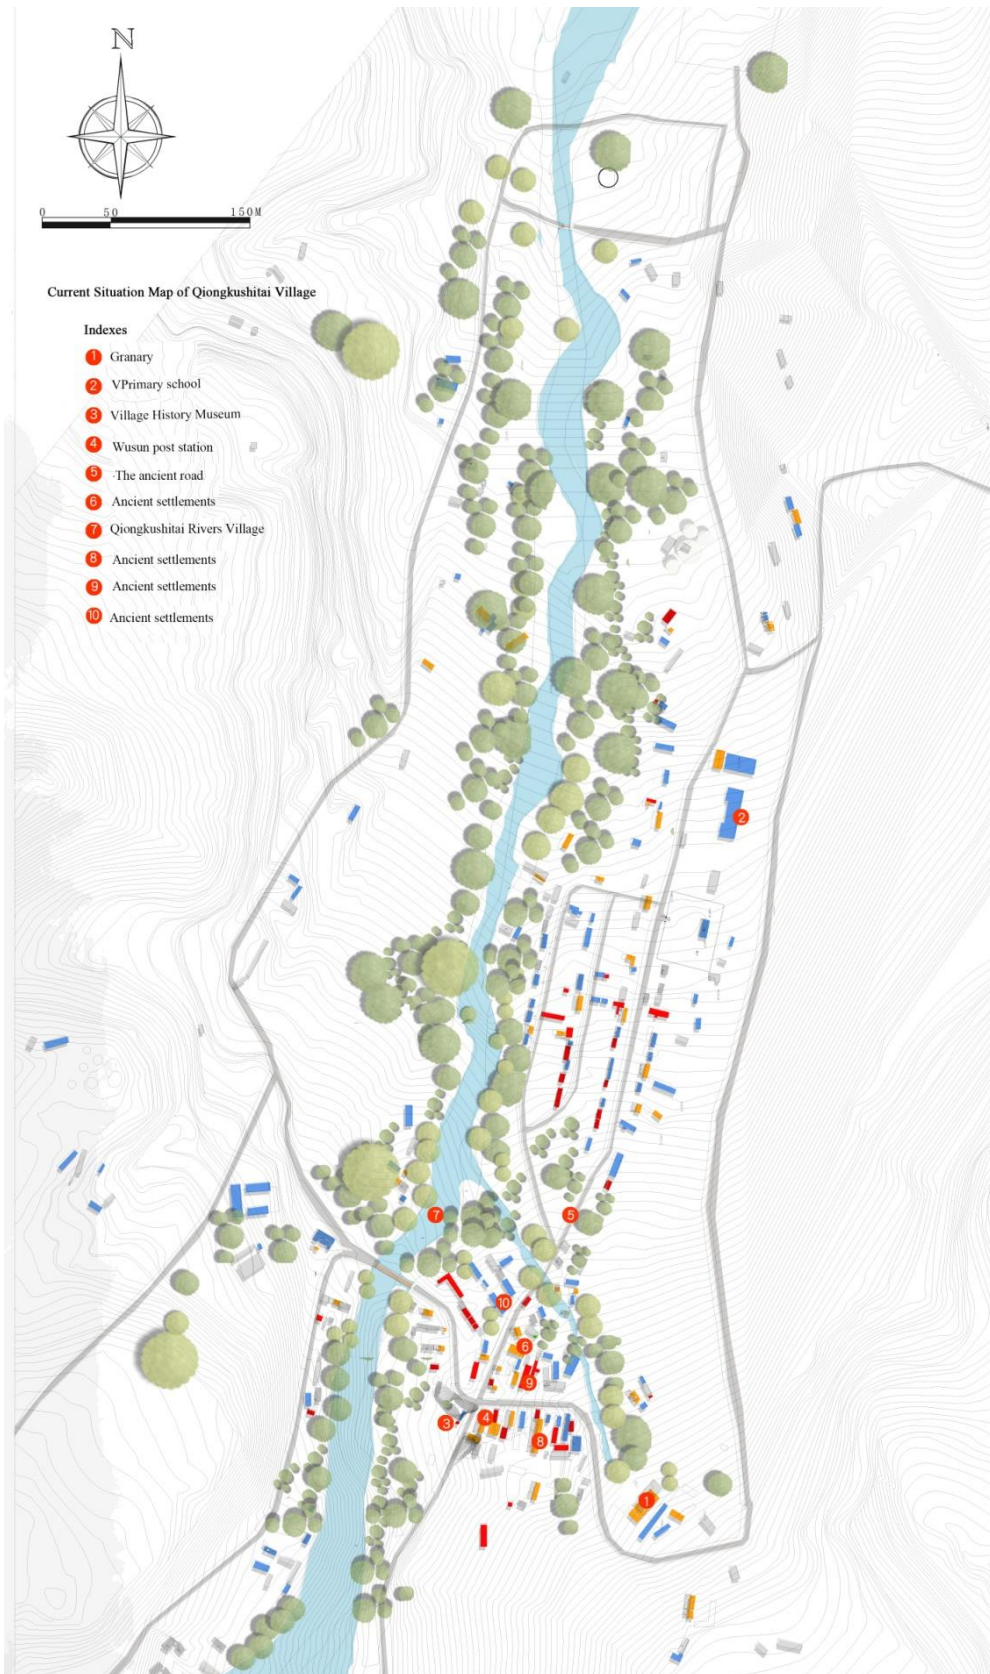 N
0 50 150M
Current Situation Map of Qiongkushitai Village
Indexes
1 Granary
2 VPrimary school
3 Village History Museum
4 Wusun post station
5 The ancient road
6 Ancient settlements
7 Qiongkushitai Rivers Village
8 Ancient settlements
9 Ancient settlements
10 Ancient settlements
2
7
5
10
6
9
3
4
8
1